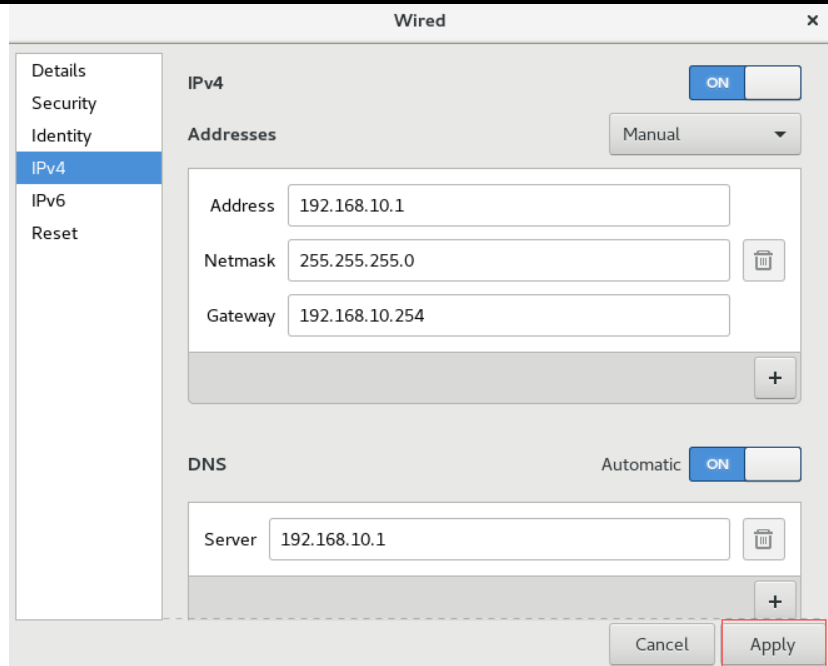 Wired ×
Details
Security
Identity
IPv4
IPv6
Reset
IPv4 ON
Addresses Manual
Address 192.168.10.1
Netmask 255.255.255.0
Gateway 192.168.10.254
+
DNS Automatic ON
Server 192.168.10.1
+
Cancel Apply